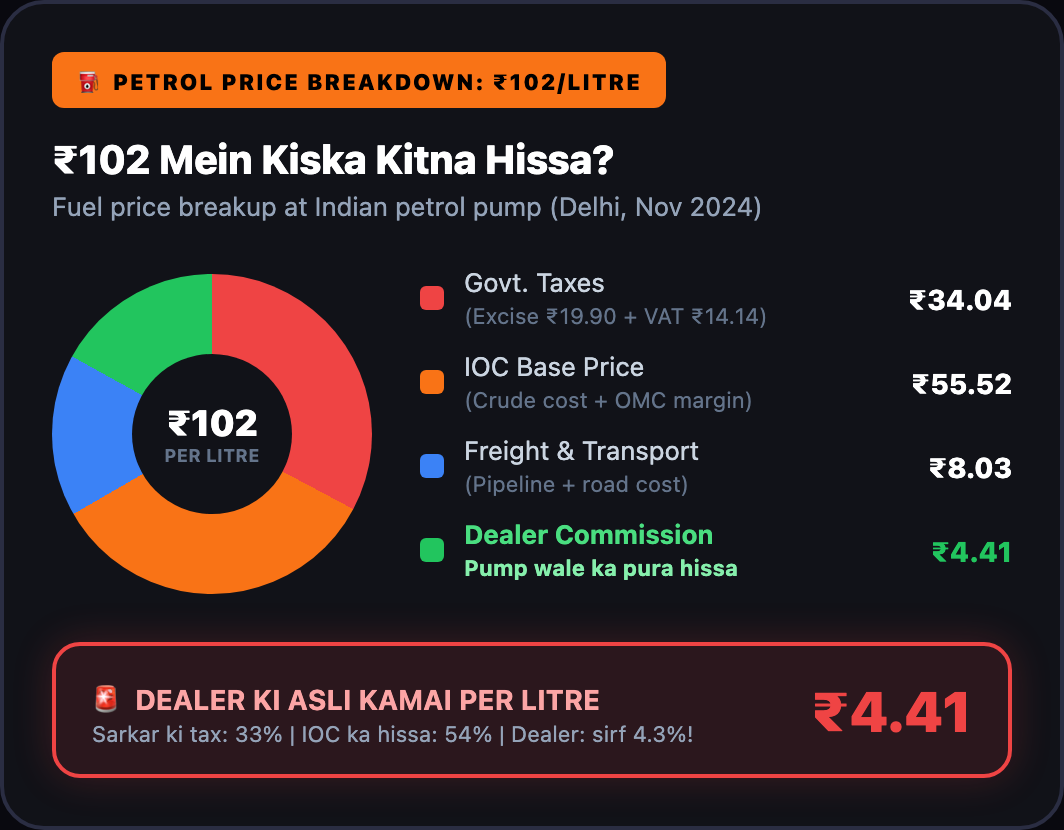 PETROL PRICE BREAKDOWN: ₹102/LITRE
₹102 Mein Kiska Kitna Hissa?
Fuel price breakup at Indian petrol pump (Delhi, Nov 2024)
₹102
PER LITRE
Govt. Taxes
(Excise ₹19.90 + VAT ₹14.14)
₹34.04
IOC Base Price
(Crude cost + OMC margin)
₹55.52
Freight & Transport
(Pipeline + road cost)
₹8.03
Dealer Commission
Pump wale ka pura hissa
₹4.41
DEALER KI ASLI KAMAI PER LITRE
Sarkar ki tax: 33% | IOC ka hissa: 54% | Dealer: sirf 4.3%!
₹4.41